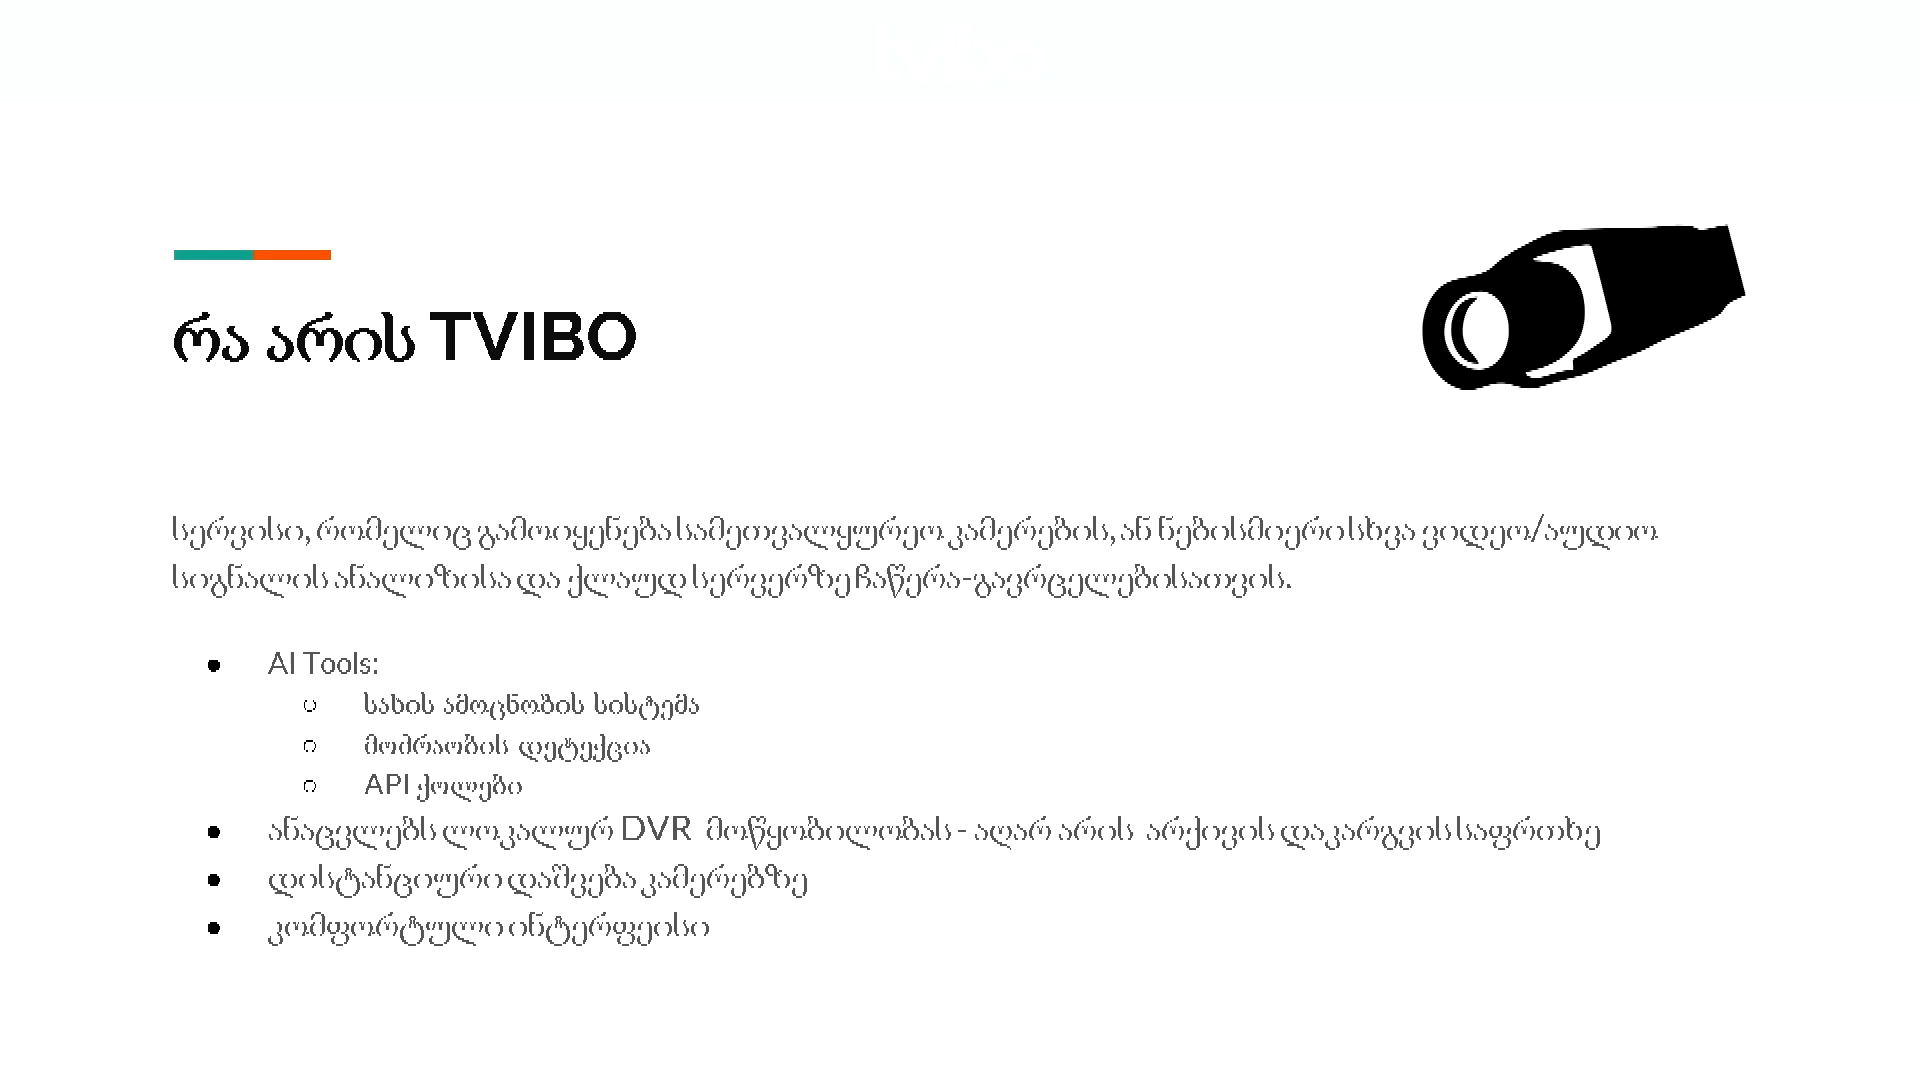 რა არის TVIBO
სერვისი, რომელიც გამოიყენება სამეთვალყურეო კამერების, ან ნებისმიერი სხვა ვიდეო/აუდიო
სიგნალის ანალიზისა და ქლაუდ სერვერზე ჩაწერა-გავრცელებისათვის.
● AI Tools:
○ სახის ამოცნობის სისტემა
○ მოძრაობის დეტექცია
○ API ქოლები
● ანაცვლებს ლოკალურ DVR მოწყობილობას - აღარ არის არქივის დაკარგვის საფრთხე
● დისტანციური დაშვება კამერებზე
● კომფორტული ინტერფეისი